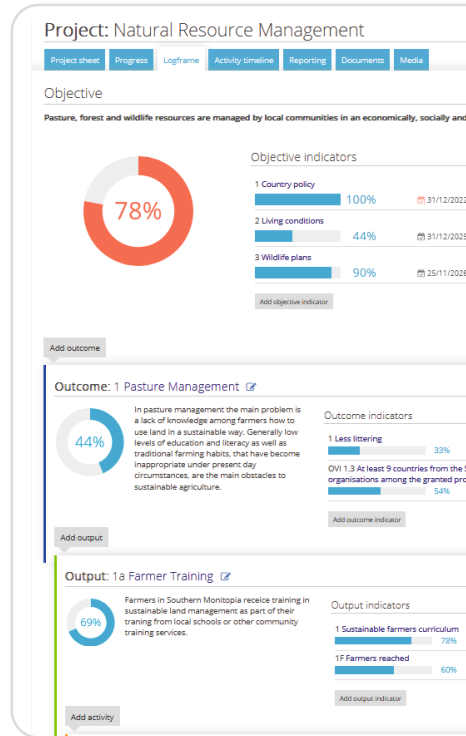 Project: Natural Resource Management
Project sheet Progress Logframe Activity timeline Reporting Documents Media
Objective
Pasture, forest and wildlife resources are managed by local communities in an economically, socially and
78%
Objective indicators
1 Country policy
100% 31/12/2022
2 Living conditions
44% 31/12/2025
3 Wildlife plans
90% 25/11/2026
Add objective indicator
Add outcome
Outcome: 1 Pasture Management
44%
In pasture management the main problem is
a lack of knowledge among farmers how to
use land in a sustainable way. Generally low
levels of education and literacy as well as
traditional farming habits, that have become
inappropriate under present day
circumstances, are the main obstacles to
sustainable agriculture.
Outcome indicators
1 Less littering
33%
OVI 1.3 At least 9 countries from the
organisations among the granted
54%
Add outcome indicator
Add output
Output: 1a Farmer Training
69%
Farmers in Southern Monitopia receice training in
sustainable land management as part of their
traning from local schools or other community
training services.
Output indicators
1 Sustainable farmers curriculum
78%
1F Farmers reached
60%
Add output indicator
Add activity